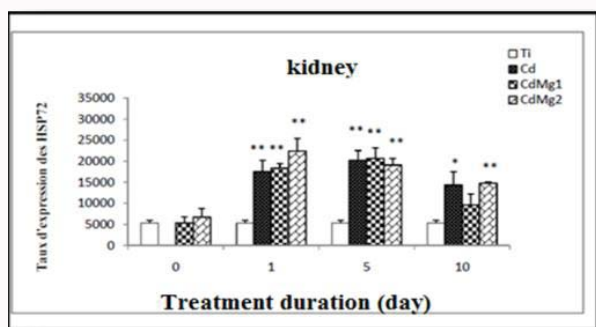 kidney
Ti
Cd
CdMg1
CdMg2
Taux d'expression des HSP72
35000
30000
25000
20000
15000
10000
5000
0
** ** **
** ** **
* **
0 1 5 10
Treatment duration (day)